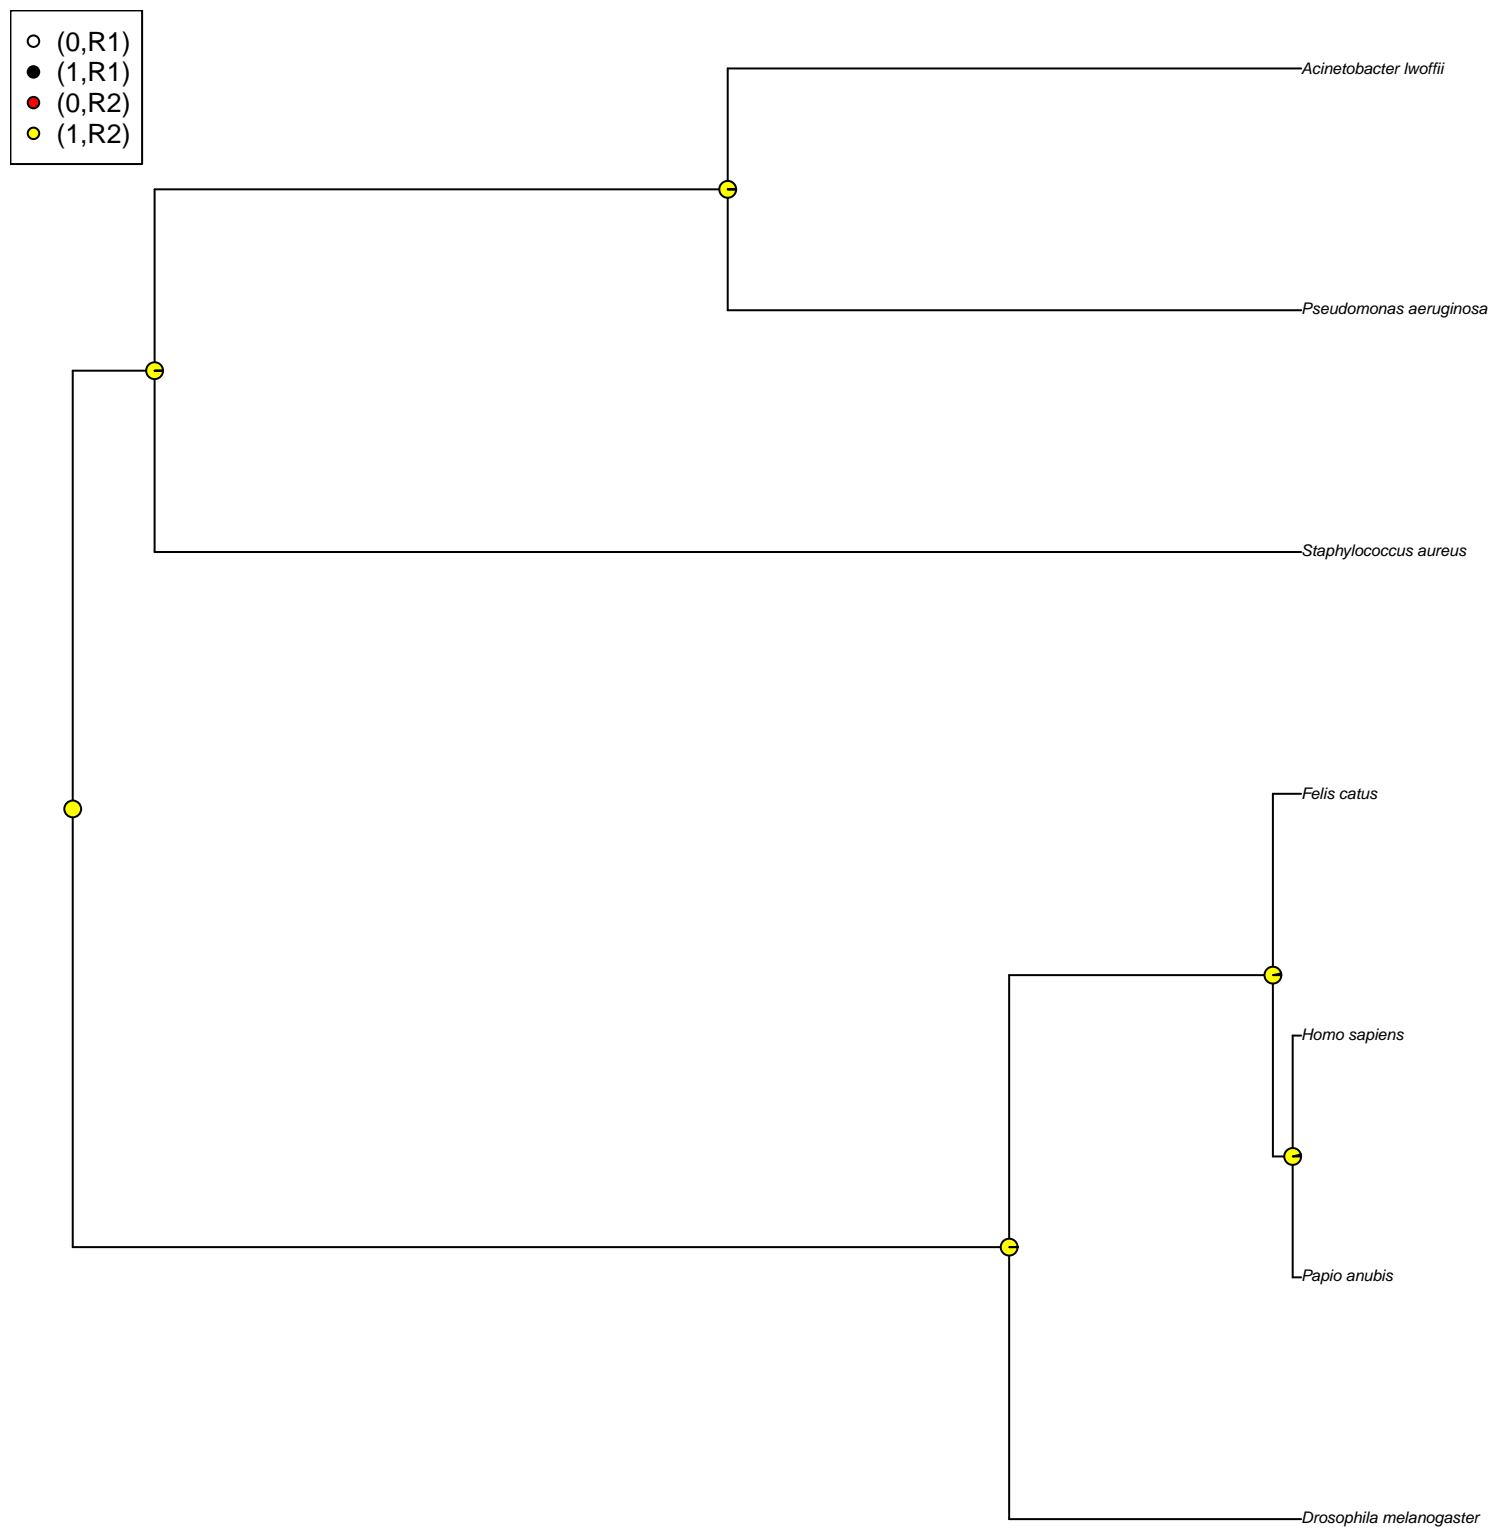 (0,R1)
(1,R1)
(0,R2)
(1,R2)
Acinetobacter lwoffii
Pseudomonas aeruginosa
Staphylococcus aureus
Felis catus
Homo sapiens
Papio anubis
Drosophila melanogaster